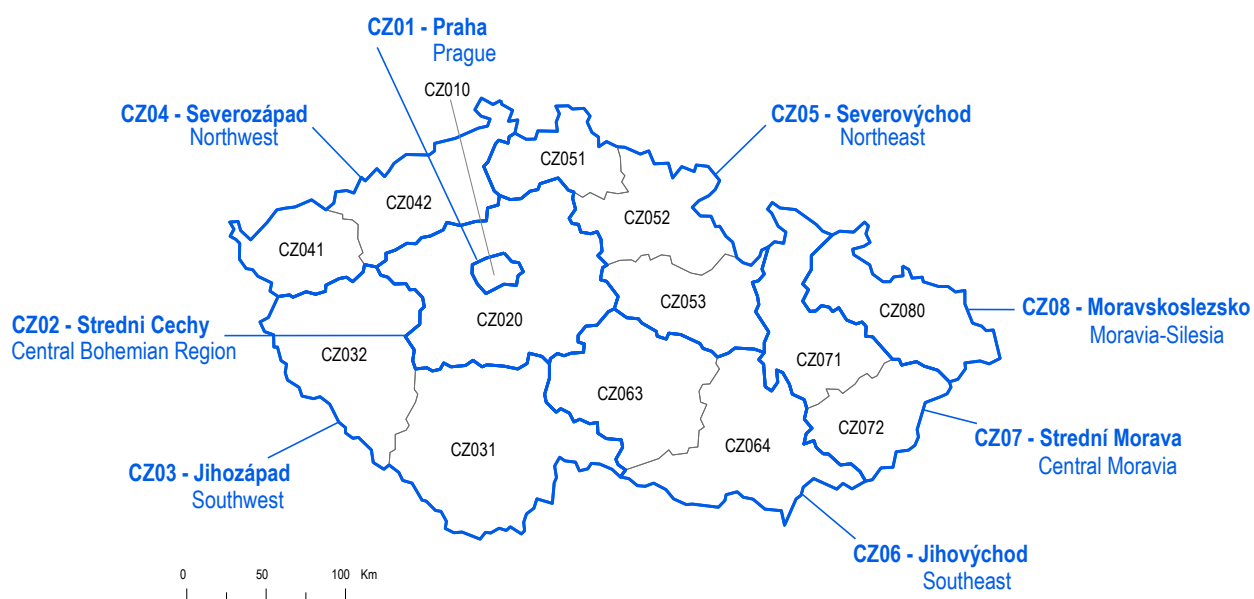 CZ01 - Praha
Prague
CZ010
CZ04 - Severozápad
Northwest
CZ05 - Severovýchod
Northeast
CZ051
CZ042
CZ052
CZ041
CZ053
CZ020
CZ080
CZ08 - Moravskoslezsko
Moravia-Silesia
CZ02 - Stredni Cechy
Central Bohemian Region
CZ032
CZ071
CZ063
CZ072
CZ031
CZ064
CZ07 - Strední Morava
Central Moravia
CZ03 - Jihozápad
Southwest
CZ06 - Jihovýchod
Southeast
0 50 100 Km